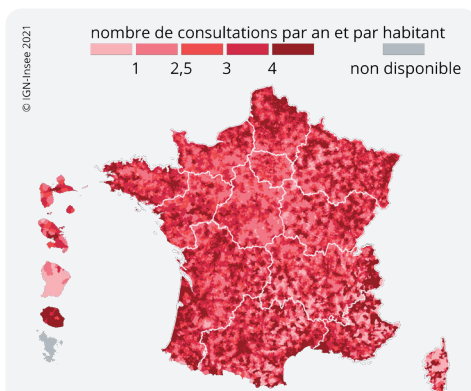 nombre de consultations par an et par habitant
1 2,5 3 4 non disponible
© IGN-Insee 2021